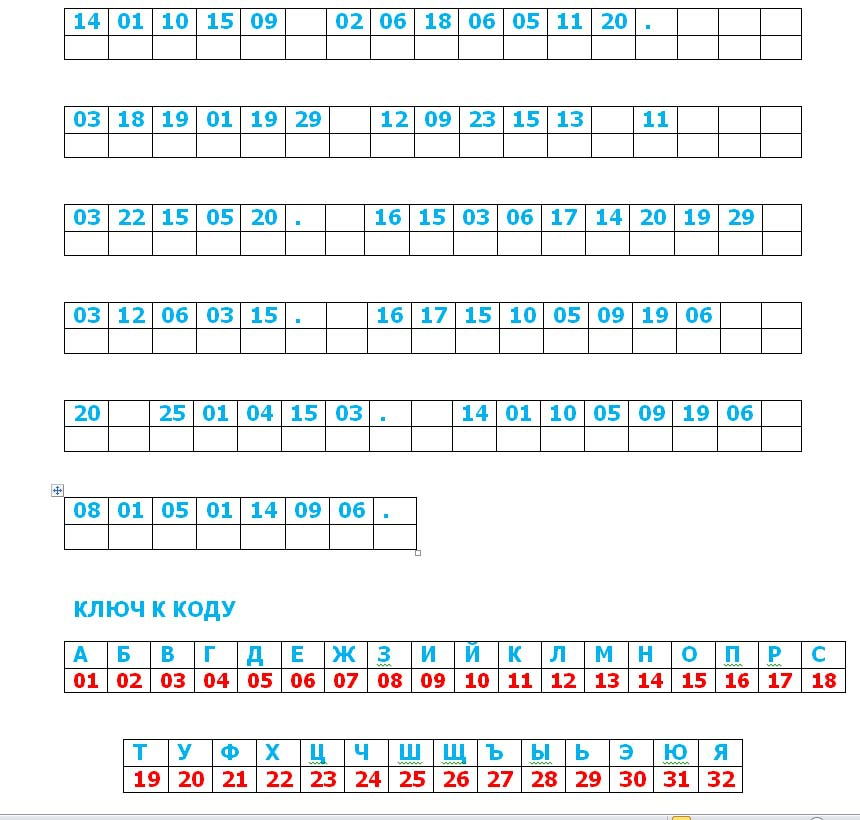 14 01 10 15 09 02 06 18 06 05 11 20 .
03 18 19 01 19 29 12 09 23 15 13 11
03 22 15 05 20 . 16 15 03 06 17 14 20 19 29
03 12 06 03 15 . 16 17 15 10 05 09 19 06
20 25 01 04 15 03 . 14 01 10 05 09 19 06
08 01 05 01 14 09 06 .
КЛЮЧ К КОДУ
А Б В Г Д Е Ж З И Й К Л М Н О П Р С
01 02 03 04 05 06 07 08 09 10 11 12 13 14 15 16 17 18
Т У Ф Х Ц Ч Ш Щ Ъ Ы Ь Э Ю Я
19 20 21 22 23 24 25 26 27 28 29 30 31 32